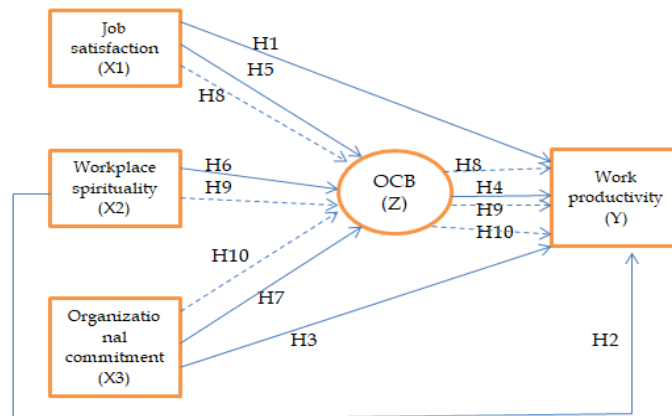 Job
satisfaction
(X1)
H1
H5
H8
Workplace
spirituality
(X2)
H6
H9
OCB
(Z)
H8
H4
H9
H10
Work
productivity
(Y)
H10
H7
H3
H2
Organizatio
nal
commitment
(X3)